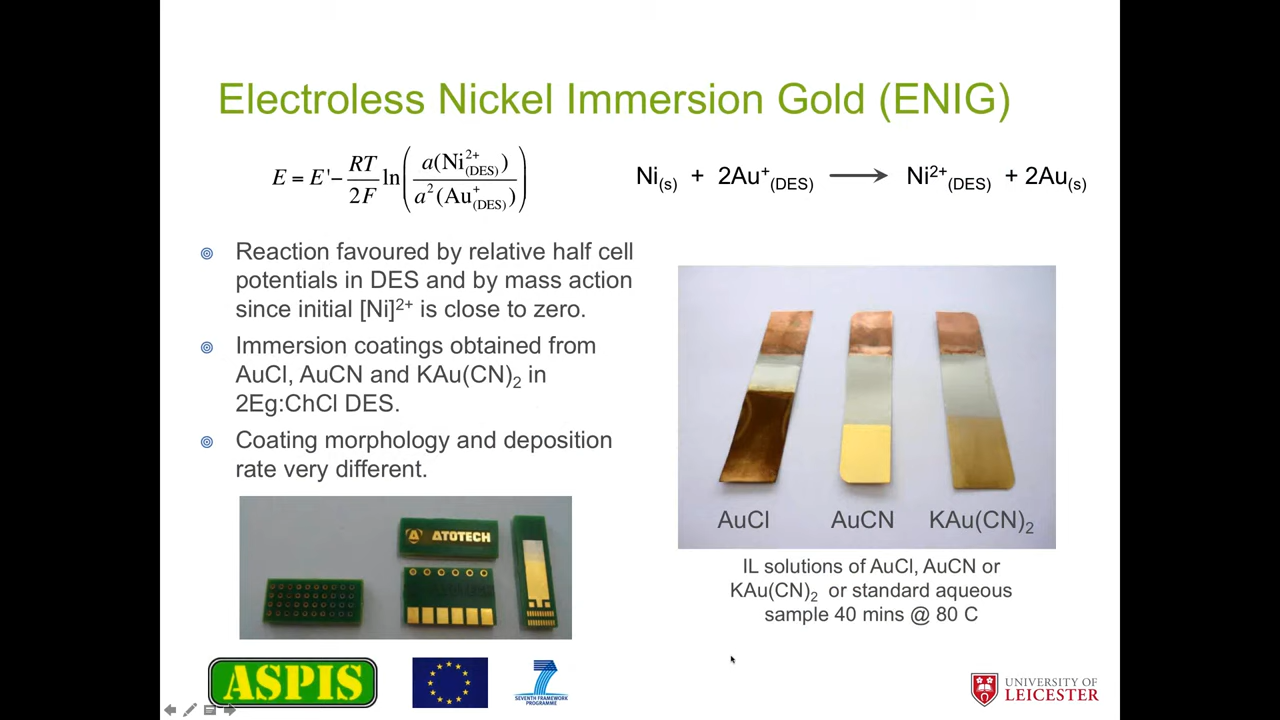 Electroless Nickel Immersion Gold (ENIG)
E = E'− RT/2F ln( a(Ni²⁺(DES)) / a²(Au⁺(DES)) )
Ni(s) + 2Au⁺(DES) ⟶ Ni²⁺(DES) + 2Au(s)
Reaction favoured by relative half cell
potentials in DES and by mass action
since initial [Ni]²⁺ is close to zero.
Immersion coatings obtained from
AuCl, AuCN and KAu(CN)₂ in
2Eg:ChCl DES.
Coating morphology and deposition
rate very different.
ATOTECH
AuCl AuCN KAu(CN)₂
IL solutions of AuCl, AuCN or
KAu(CN)₂ or standard aqueous
sample 40 mins @ 80 C
ASPIS
7
SEVENTH FRAMEWORK
PROGRAMME
UNIVERSITY OF
LEICESTER